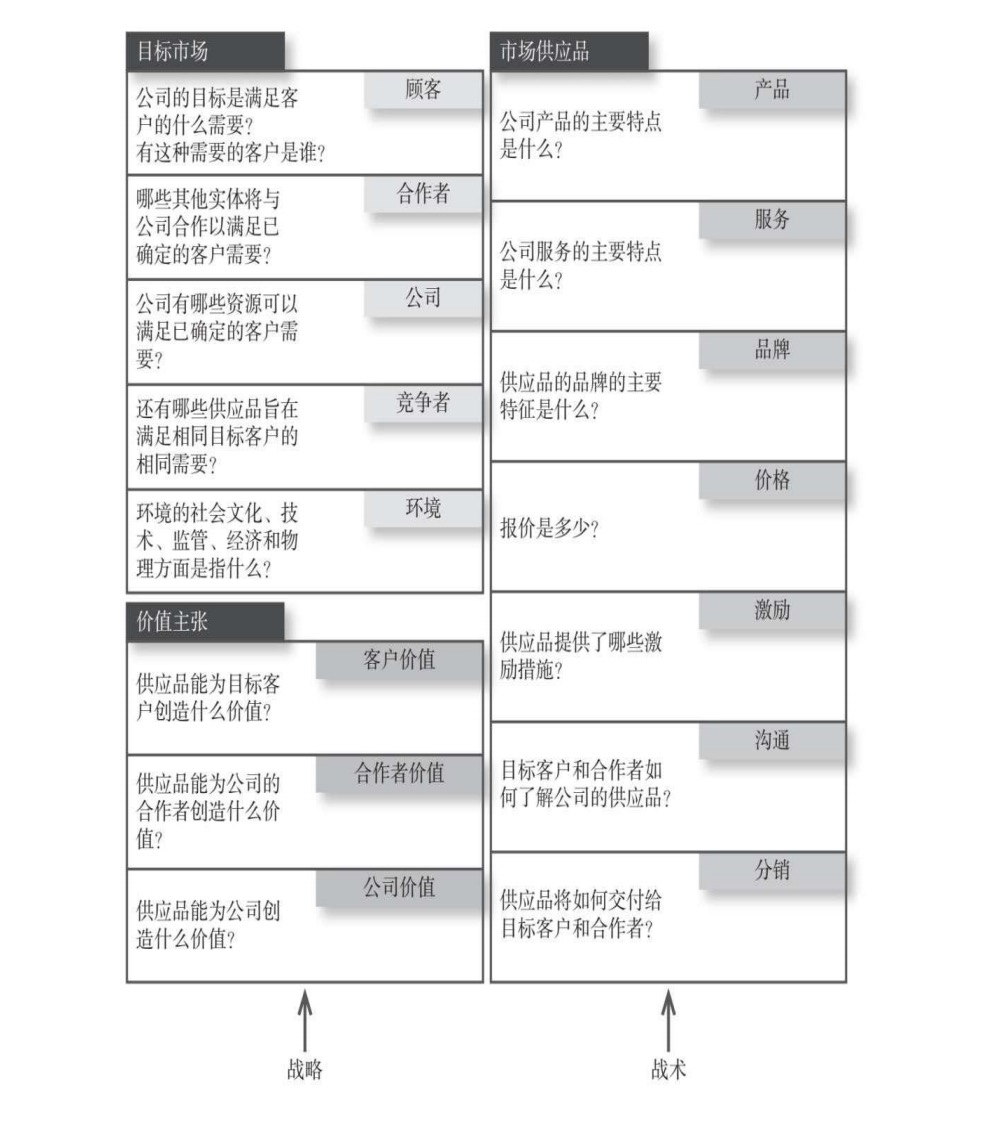 目标市场
顾客
公司的目标是满足客
户的什么需要？
有这种需要的客户是谁？
合作者
哪些其他实体将与
公司合作以满足已
确定的客户需要？
公司
公司有哪些资源可以
满足已确定的客户需
要？
竞争者
还有哪些供应品旨在
满足相同目标客户的
相同需要？
环境
环境的社会文化、技
术、监管、经济和物
理方面是指什么？
价值主张
客户价值
供应品能为目标客
户创造什么价值？
合作者价值
供应品能为公司的
合作者创造什么价
值？
公司价值
供应品能为公司创
造什么价值？
战略
市场供应品
产品
公司产品的主要特点
是什么？
服务
公司服务的主要特点
是什么？
品牌
供应品的品牌的主要
特征是什么？
价格
报价是多少？
激励
供应品提供了哪些激
励措施？
沟通
目标客户和合作者如
何了解公司的供应品？
分销
供应品将如何交付给
目标客户和合作者？
战术